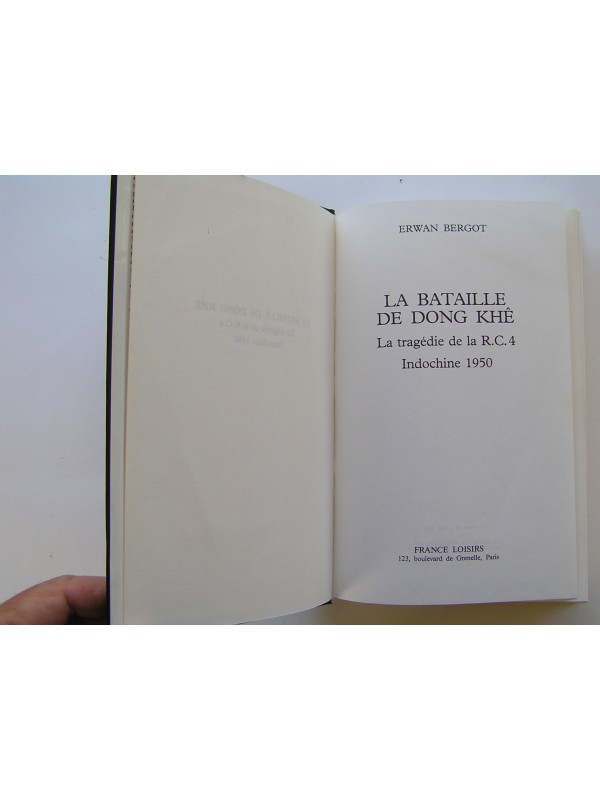 ERWAN BERGOT
LA BATAILLE
DE DONG KHÊ
La tragédie de la R.C.4
Indochine 1950
FRANCE LOISIRS
123, boulevard de Grenelle, Paris